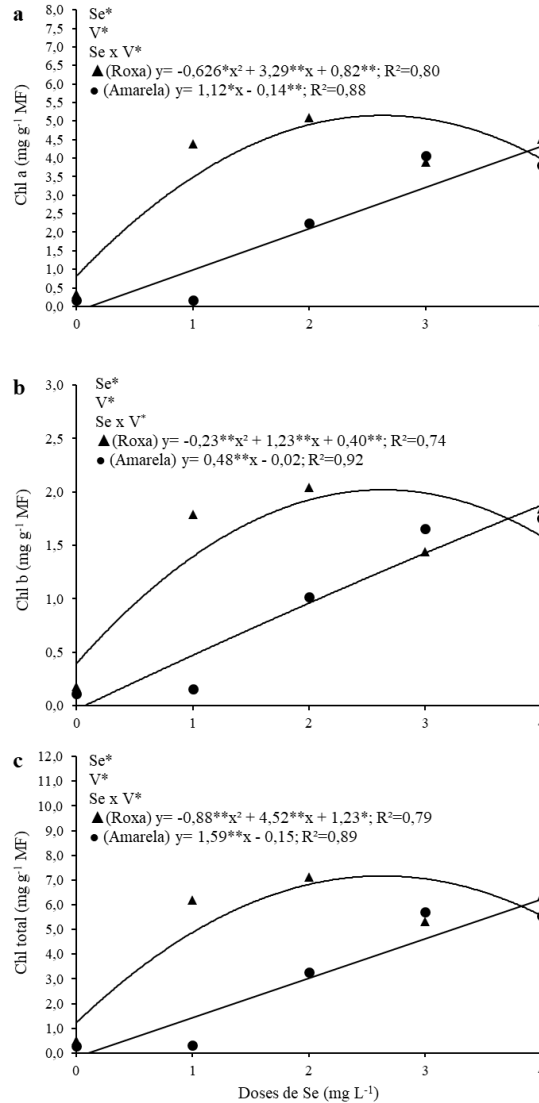 a
Se*
V*
Se x V*
▲(Roxa) y= -0,626*x² + 3,29**x + 0,82**; R²=0,80
● (Amarela) y= 1,12*x - 0,14**; R²=0,88
Chl a (mg g⁻¹ MF)
8,0
7,5
7,0
6,5
6,0
5,5
5,0
4,5
4,0
3,5
3,0
2,5
2,0
1,5
1,0
0,5
0,0
0 1 2 3 4
b
Se*
V*
Se x V*
▲(Roxa) y= -0,23**x² + 1,23**x + 0,40**; R²=0,74
● (Amarela) y= 0,48**x - 0,02; R²=0,92
Chl b (mg g⁻¹ MF)
3,0
2,5
2,0
1,5
1,0
0,5
0,0
0 1 2 3 4
c
Se*
V*
Se x V*
▲(Roxa) y= -0,88**x² + 4,52**x + 1,23*; R²=0,79
● (Amarela) y= 1,59**x - 0,15; R²=0,89
Chl total (mg g⁻¹ MF)
12,0
11,0
10,0
9,0
8,0
7,0
6,0
5,0
4,0
3,0
2,0
1,0
0,0
0 1 2 3 4
Doses de Se (mg L⁻¹)